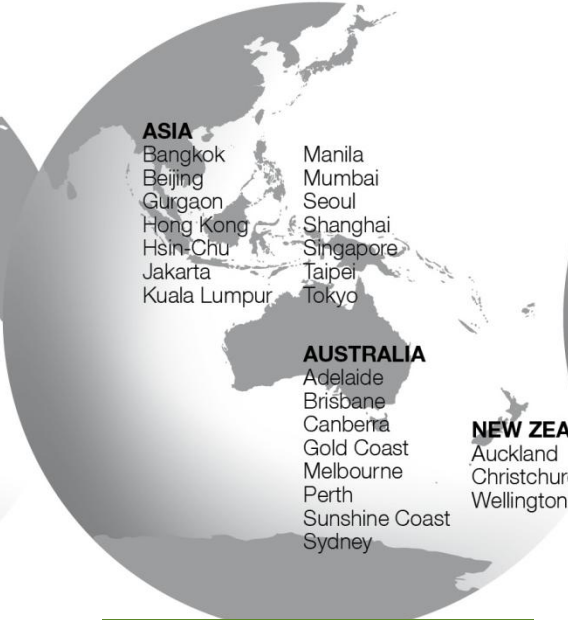 ASIA
Bangkok
Beijing
Gurgaon
Hong Kong
Hsin-Chu
Jakarta
Kuala Lumpur
Manila
Mumbai
Seoul
Shanghai
Singapore
Taipei
Tokyo
AUSTRALIA
Adelaide
Brisbane
Canberra
Gold Coast
Melbourne
Perth
Sunshine Coast
Sydney
NEW ZEA
Auckland
Christchur
Wellington